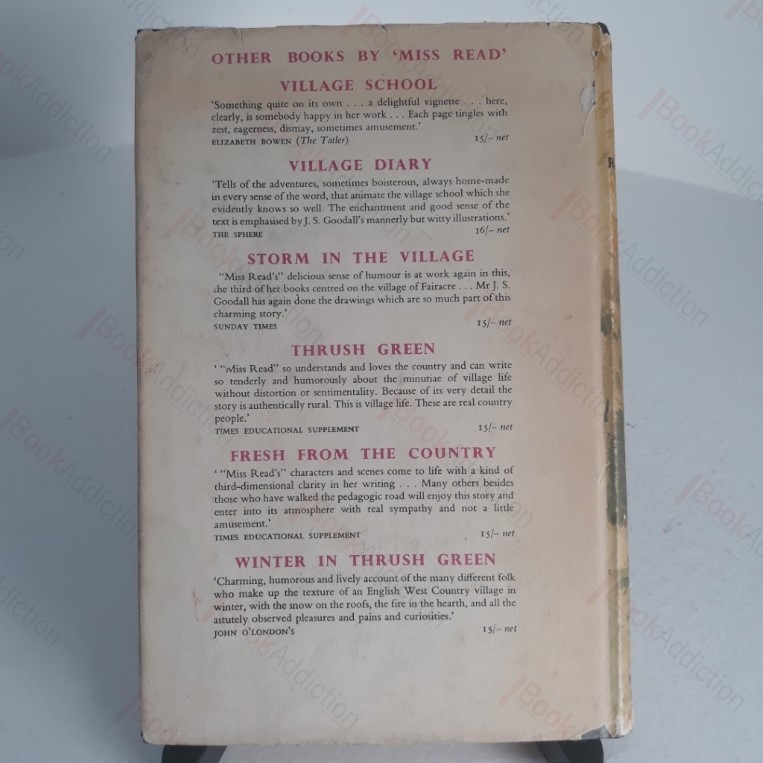 OTHER BOOKS BY 'MISS READ'
VILLAGE SCHOOL
'Something quite on its own . . . a delightful vignette . . . here,
clearly, is somebody happy in her work . . . Each page tingles with
zest, eagerness, dismay, sometimes amusement.'
ELIZABETH BOWEN (The Tatler) 15/– net
VILLAGE DIARY
'Tells of the adventures, sometimes boisterous, always home-made
in every sense of the word, that animate the village school which she
evidently knows so well. The enchantment and good sense of the
text is emphasised by J. S. Goodall's mannerly but witty illustrations.'
THE SPHERE 16/– net
STORM IN THE VILLAGE
"Miss Read's" delicious sense of humour is at work again in this,
the third of her books centred on the village of Fairacre . . . Mr J. S.
Goodall has again done the drawings which are so much part of this
charming story.'
SUNDAY TIMES 15/– net
THRUSH GREEN
' "Miss Read" so understands and loves the country and can write
so tenderly and humorously about the minutiae of village life
without distortion or sentimentality. Because of its very detail the
story is authentically rural. This is village life. These are real country
people.'
TIMES EDUCATIONAL SUPPLEMENT 15/– net
FRESH FROM THE COUNTRY
' "Miss Read's" characters and scenes come to life with a kind of
third-dimensional clarity in her writing . . . Many others besides
those who have walked the pedagogic road will enjoy this story and
enter into its atmosphere with real sympathy and not a little
amusement.'
TIMES EDUCATIONAL SUPPLEMENT 15/– net
WINTER IN THRUSH GREEN
'Charming, humorous and lively account of the many different folk
who make up the texture of an English West Country village in
winter, with the snow on the roofs, the fire in the hearth, and all the
astutely observed pleasures and pains and curiosities.'
JOHN O'LONDON'S 15/– net
R
BookAddiction